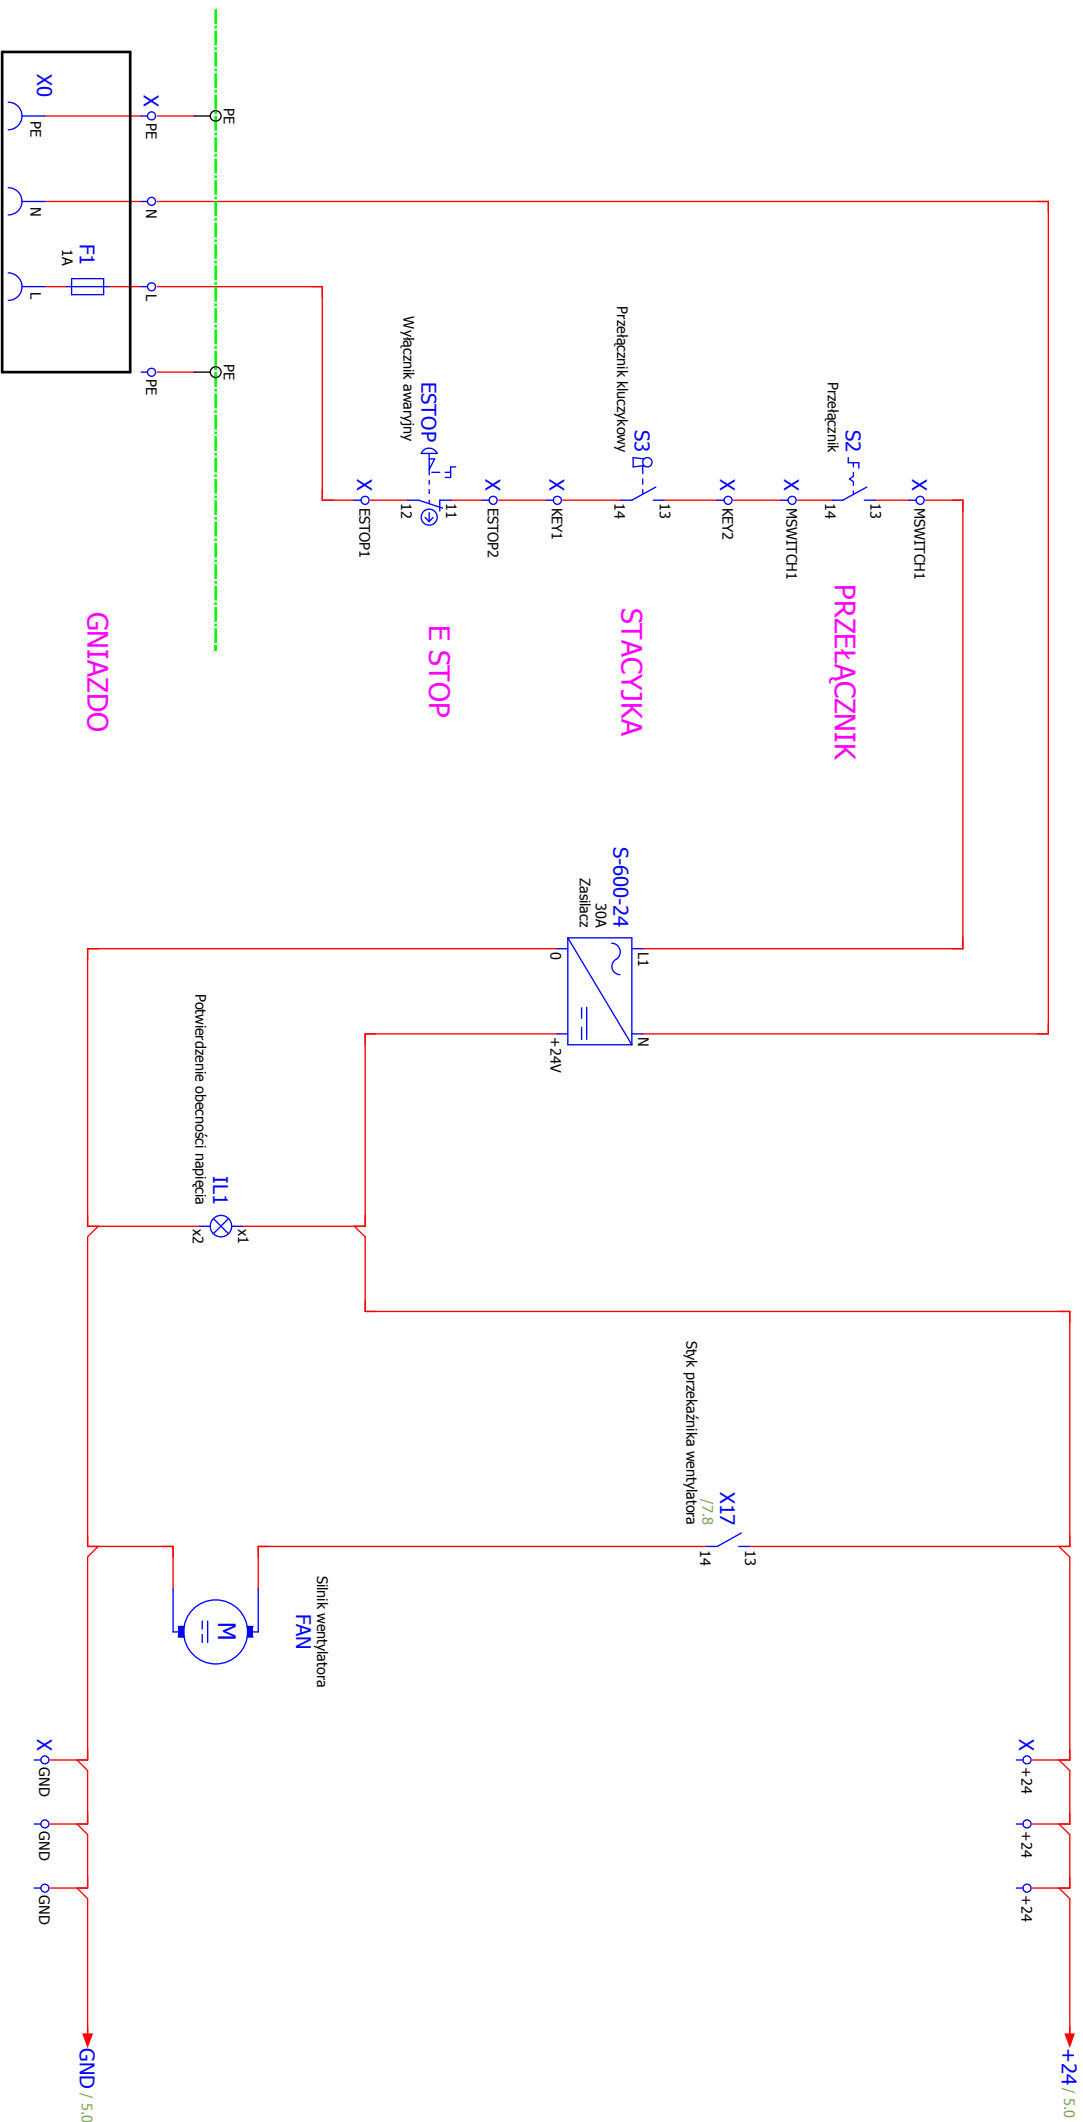 X0
PE
N
L
F1
1A
X
PE
N
L
PE
PE
PE
GNIAZDO
X
ESTOP1
ESTOP
Wyłącznik awaryjny
12
11
X
ESTOP2
E STOP
X
KEY1
S3
Przełącznik kluczykowy
14
13
X
KEY2
STACYJKA
X
MSWITCH1
S2
Przełącznik
14
13
X
MSWITCH1
PRZEŁĄCZNIK
S-600-24
30A
Zasilacz
L1
N
0
+24V
IL1
Potwierdzenie obecności napięcia
x1
x2
X17
/7.8
Styk przekaźnika wentylatora
13
14
Silnik wentylatora
FAN
M
X
+24
+24
+24
+24 / 5.0
X
GND
GND
GND
GND / 5.0